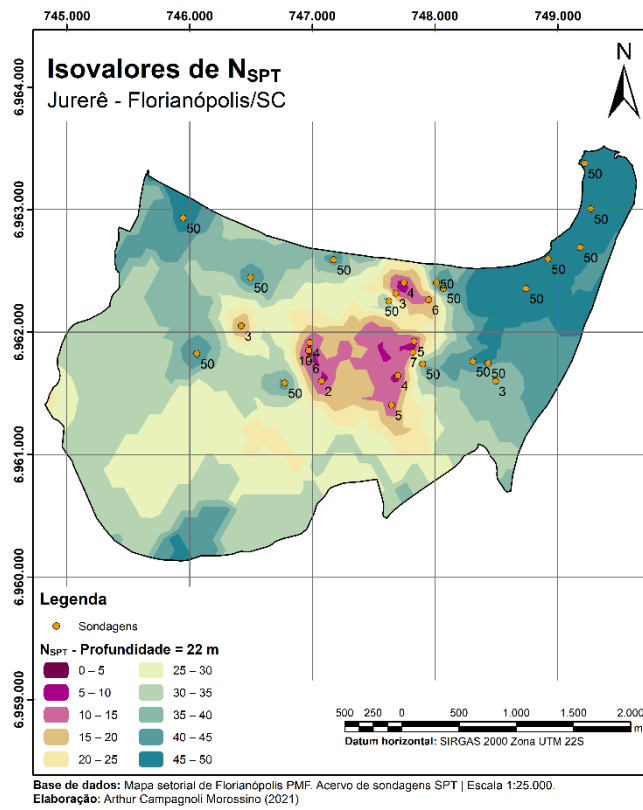 745.000 746.000 747.000 748.000 749.000
Isovalores de NSPT
Jurerê - Florianópolis/SC
N
6.964.000
6.963.000
6.962.000
6.961.000
6.960.000
6.959.000
50
50
50
50
50
50
50
50
4
50
3
50
50
6
3
50
4
10
6
2
50
5
7
50
4
5
50
50
3
Legenda
Sondagens
NSPT - Profundidade = 22 m
0 – 5 25 – 30
5 – 10 30 – 35
10 – 15 35 – 40
15 – 20 40 – 45
20 – 25 45 – 50
500 250 0 500 1.000 1.500 2.000
m
Datum horizontal: SIRGAS 2000 Zona UTM 22S
Base de dados: Mapa setorial de Florianópolis PMF. Acervo de sondagens SPT | Escala 1:25.000.
Elaboração: Arthur Campagnoli Morossino (2021)